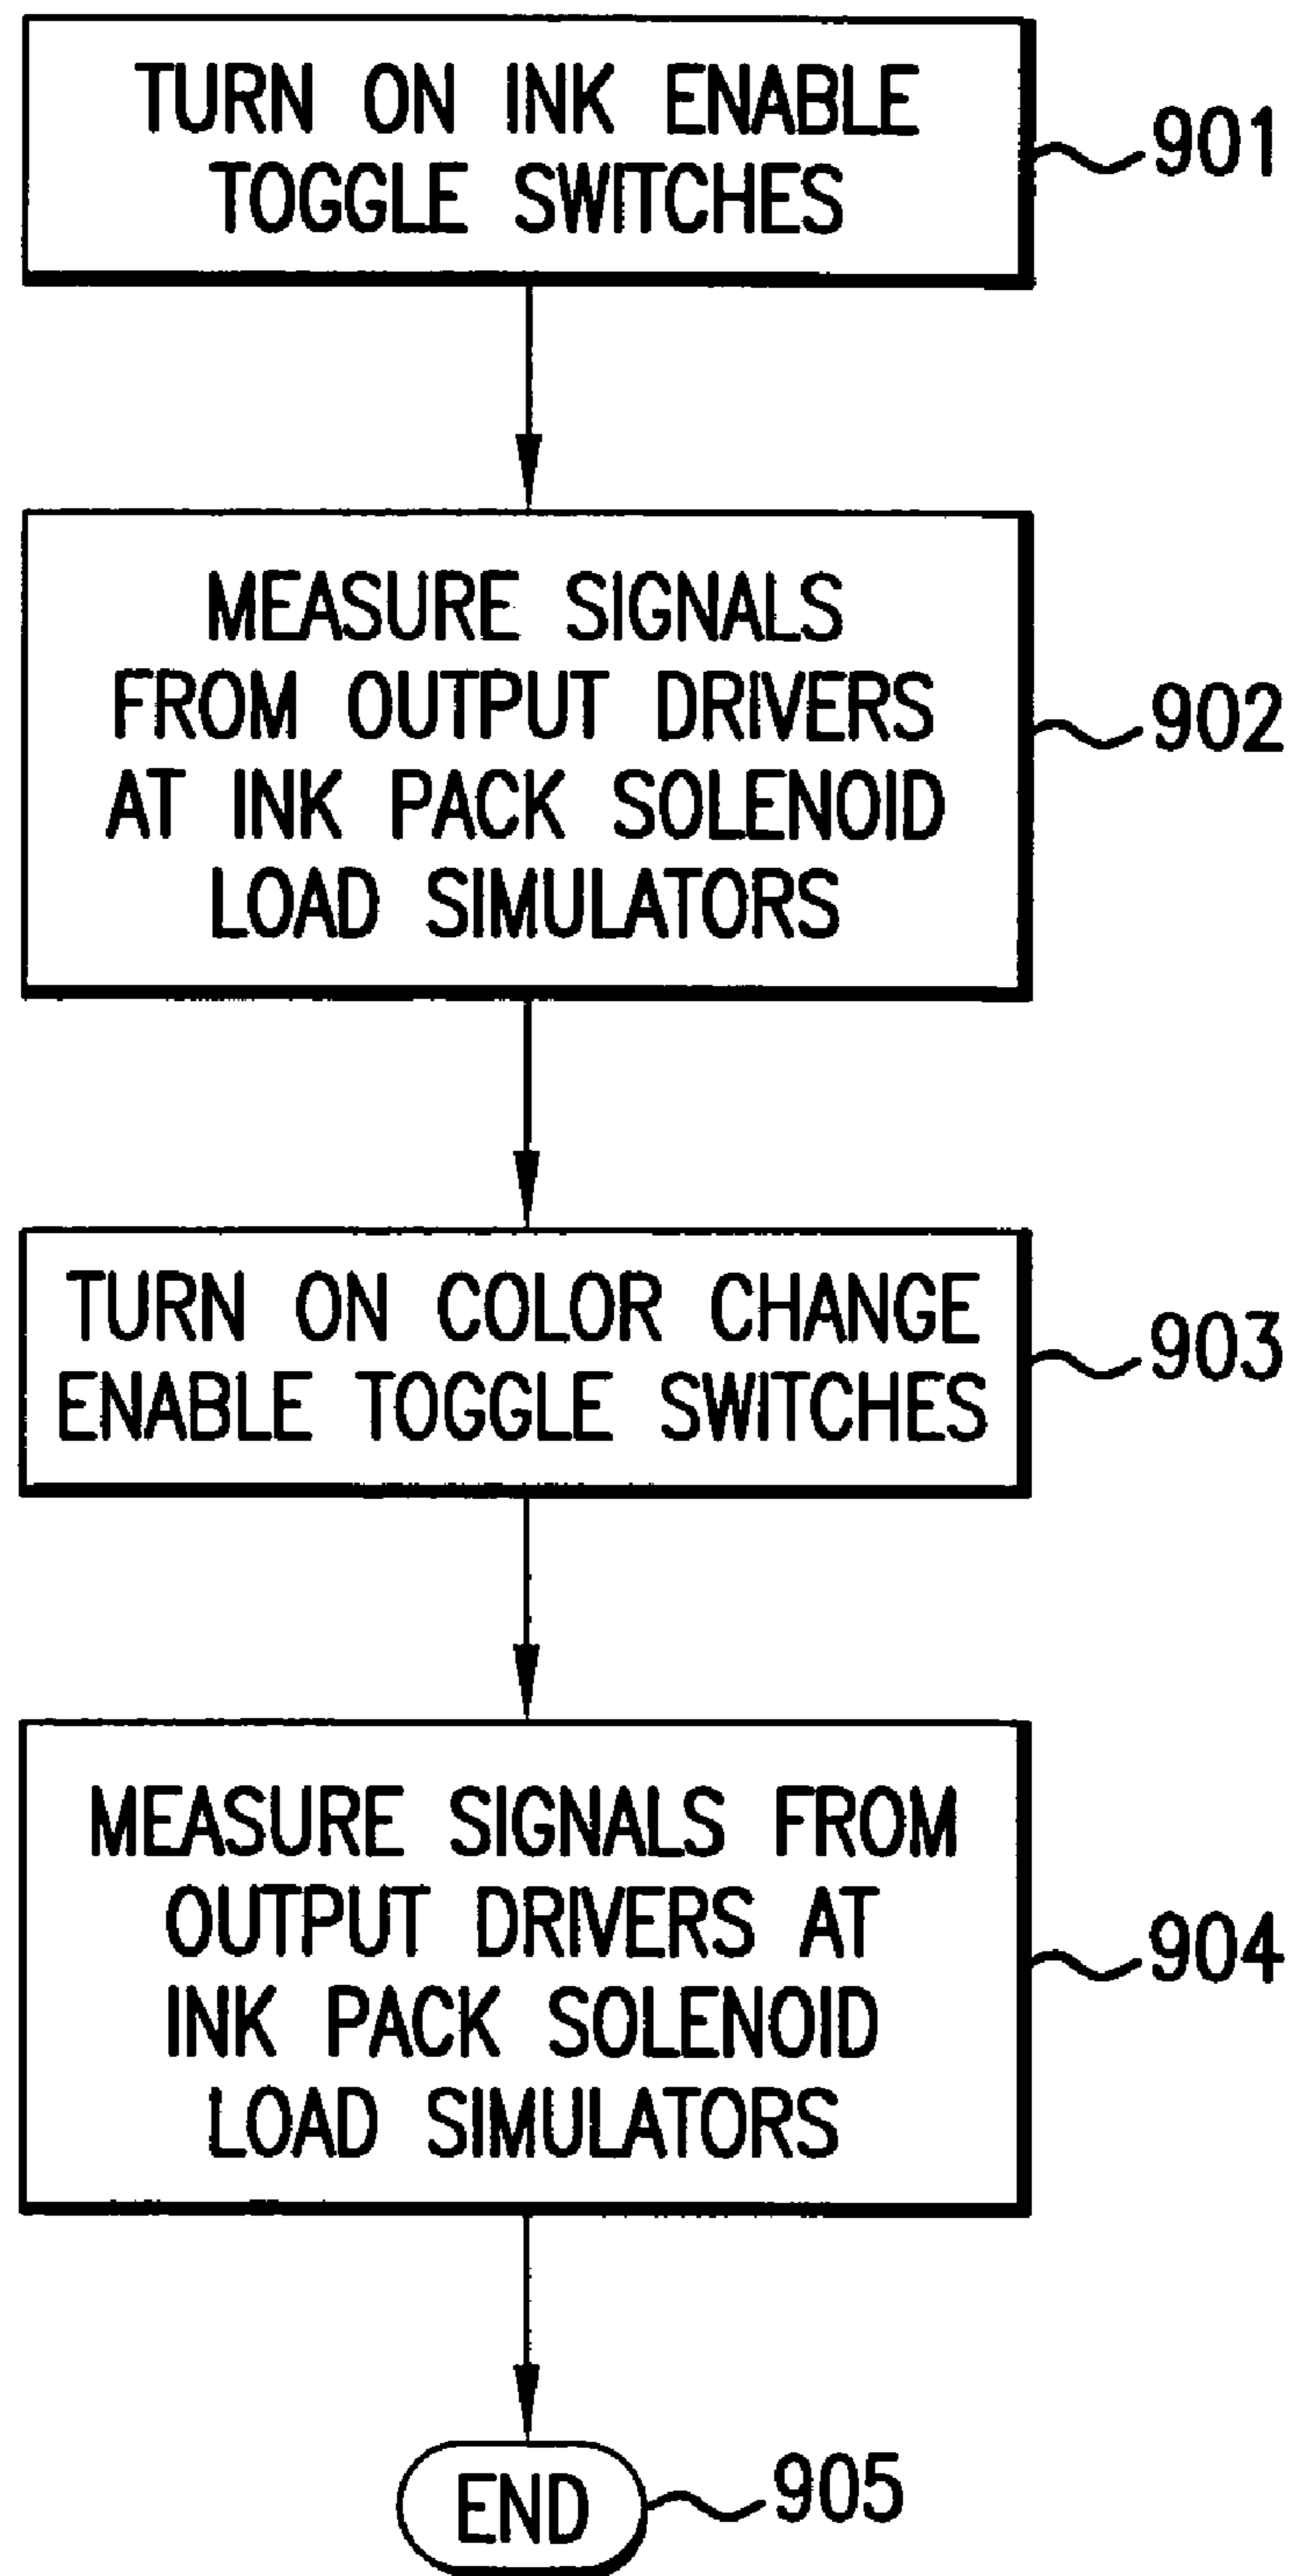 TURN ON INK ENABLE
TOGGLE SWITCHES
901
MEASURE SIGNALS
FROM OUTPUT DRIVERS
AT INK PACK SOLENOID
LOAD SIMULATORS
902
TURN ON COLOR CHANGE
ENABLE TOGGLE SWITCHES
903
MEASURE SIGNALS FROM
OUTPUT DRIVERS AT
INK PACK SOLENOID
LOAD SIMULATORS
904
END
905